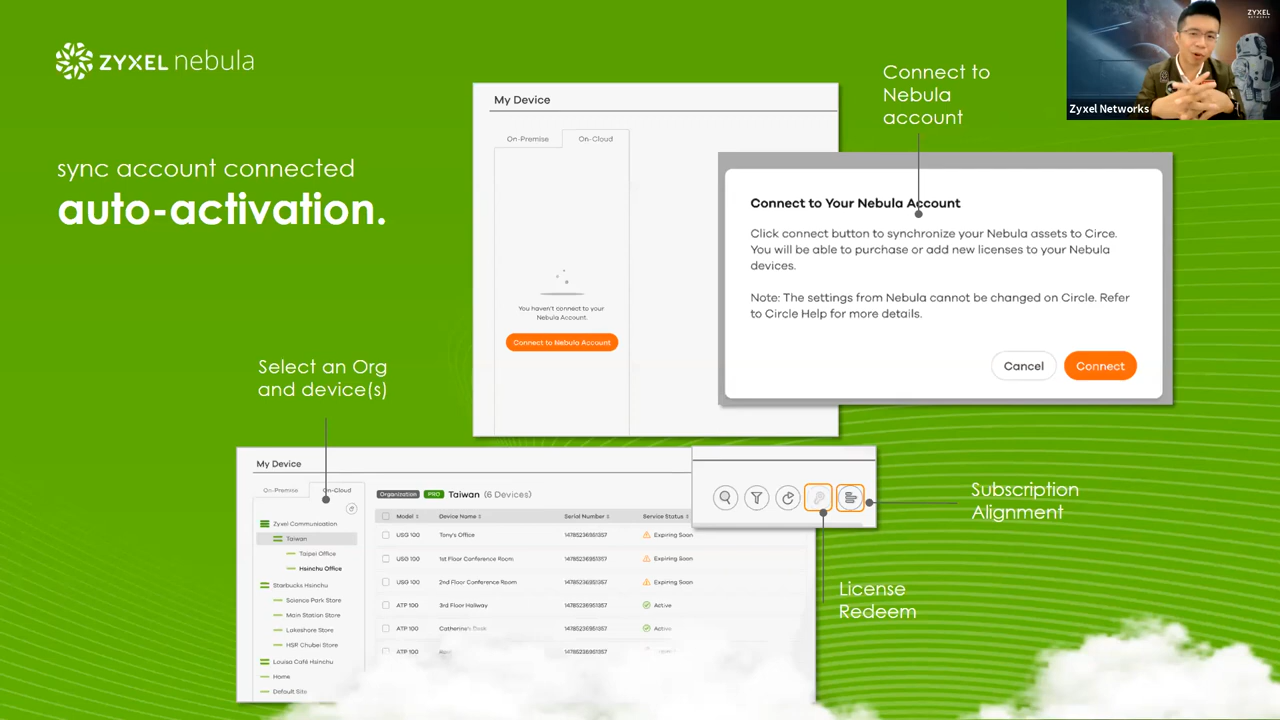 ZYXEL nebula
sync account connected
auto-activation.
My Device
On-Premise
On-Cloud
You haven't connect to your
Nebula Account.
Connect to Nebula Account
Connect to
Nebula
account
Connect to Your Nebula Account
Click connect button to synchronize your Nebula assets to Circe.
You will be able to purchase or add new licenses to your Nebula
devices.
Note: The settings from Nebula cannot be changed on Circle. Refer
to Circle Help for more details.
Cancel
Connect
ZYXEL
NETWORKS
Zyxel Networks
Select an Org
and device(s)
My Device
On-Premise
On-Cloud
Zyxel Communication
Taiwan
Taipei Office
Hsinchu Office
Starbucks Hsinchu
Science Park Store
Main Station Store
Lakeshore Store
HSR Chubei Store
Louisa Café Hsinchu
Home
Default Site
Organization PRO Taiwan (6 Devices)
Model Device Name Serial Number Service Status
USG 100 Tony's Office 14785236951357 Expiring Soon
USG 100 1st Floor Conference Room 14785236951357 Expiring Soon
USG 100 2nd Floor Conference Room 14785236951357 Expiring Soon
ATP 100 3rd Floor Hallway 14785236951357 Active
ATP 100 Catherine's Desk 14785236951357 Active
ATP 100 14785236951357
Subscription
Alignment
License
Redeem